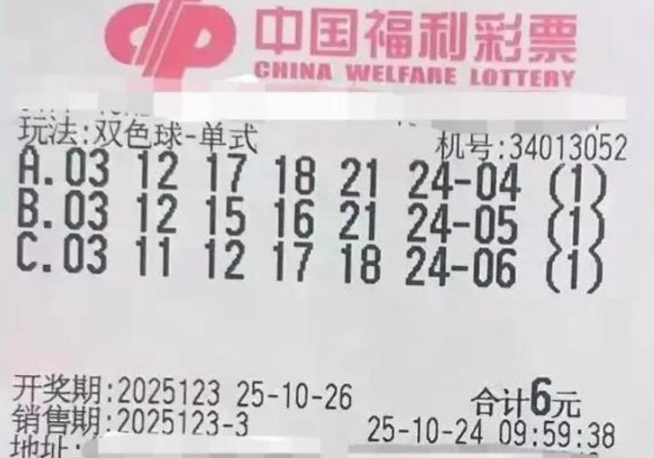 中国福利彩票
CHINA WELFARE LOTTERY
玩法:双色球-单式 机号:34013052
A.03 12 17 18 21 24-04 (1)
B.03 12 15 16 21 24-05 (1)
C.03 11 12 17 18 24-06 (1)
开奖期:2025123 25-10-26 合计6元
销售期:2025123-3 25-10-24 09:59:38
地址: